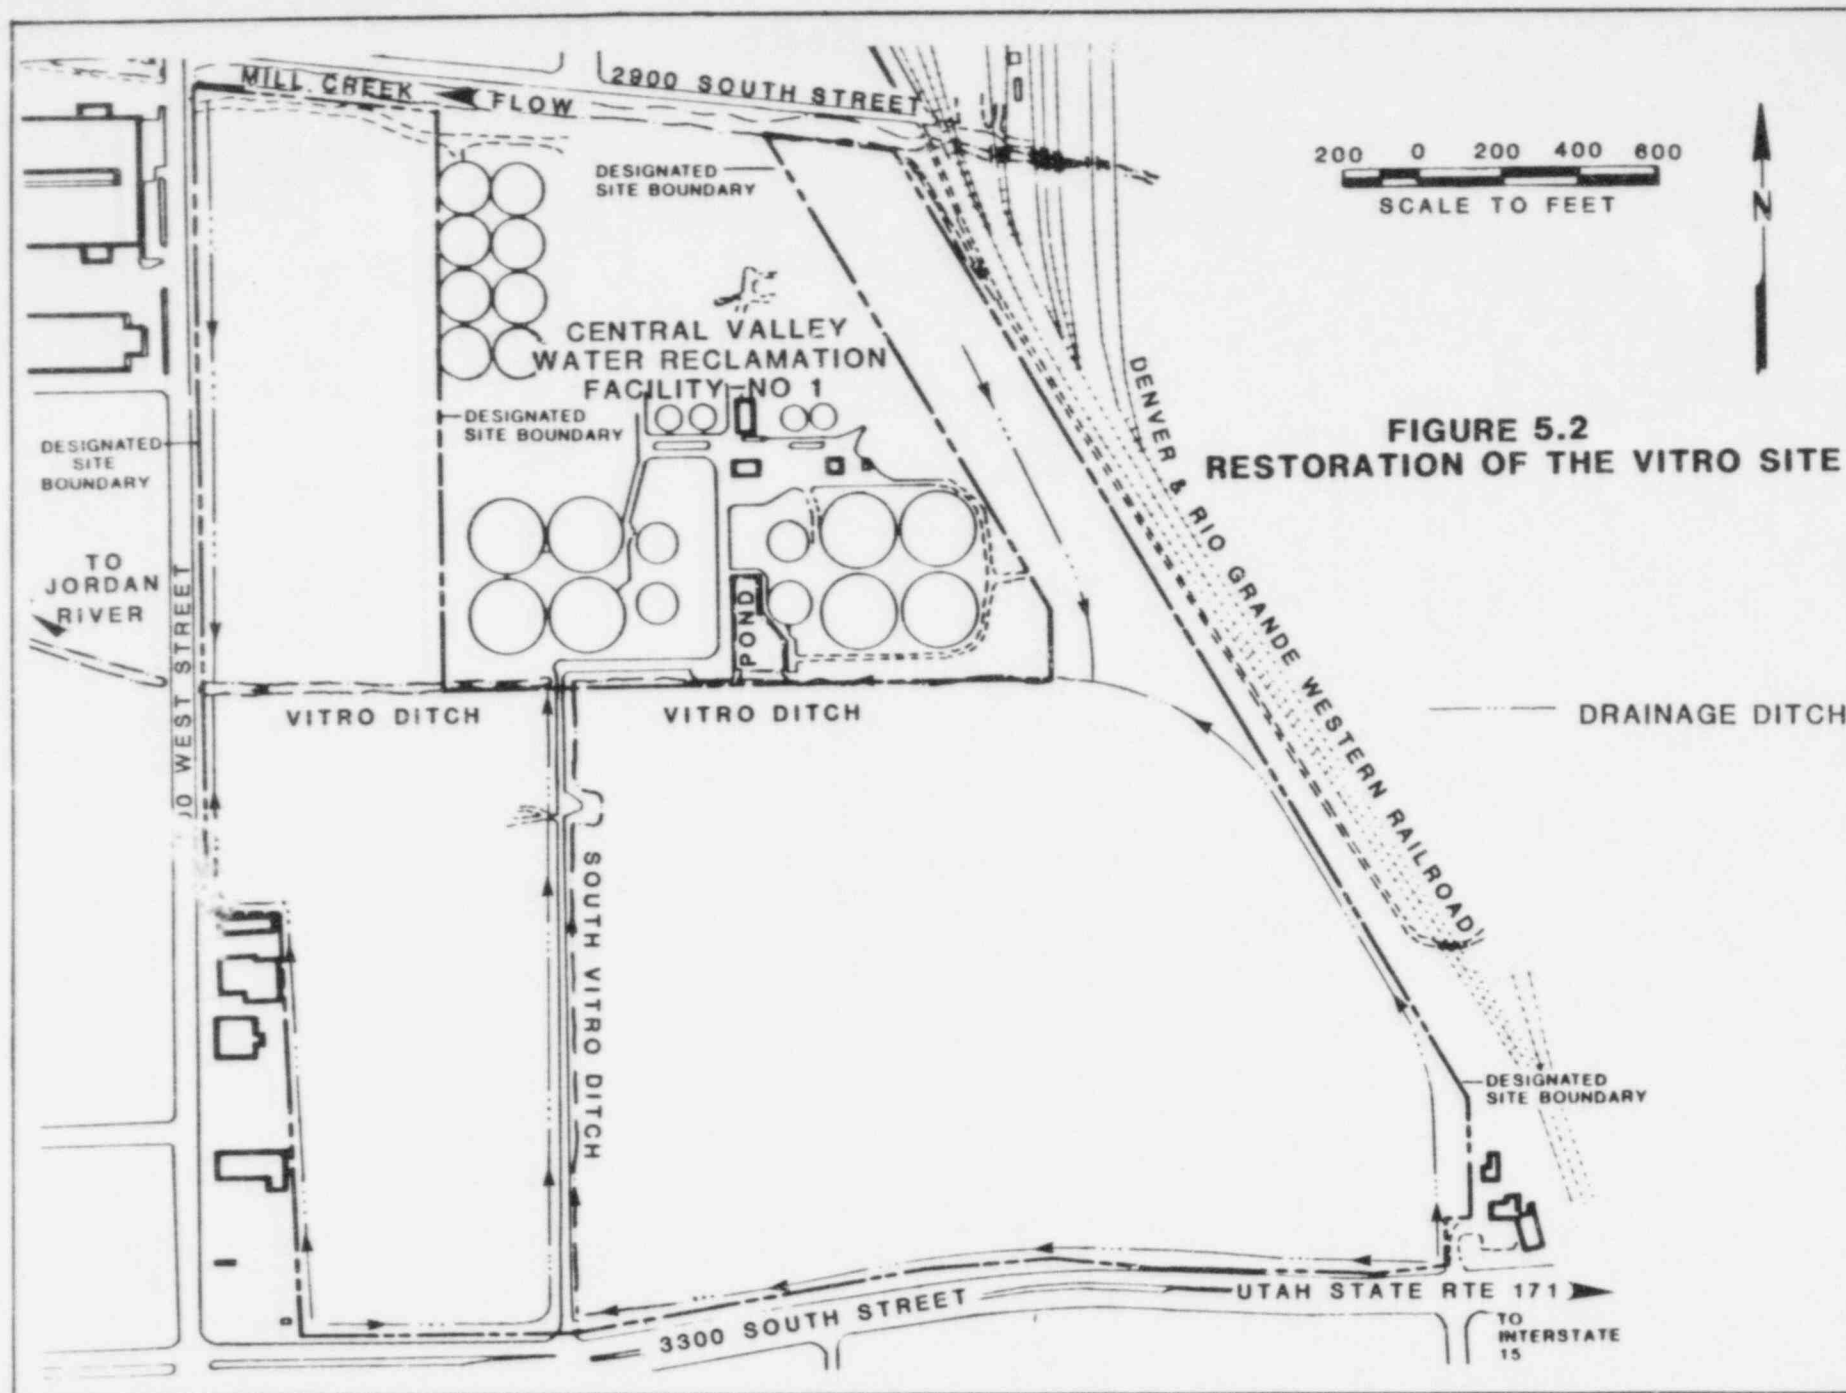 MILL CREEK
FLOW
2900 SOUTH STREET
DESIGNATED
SITE BOUNDARY
200 0 200 400 600
SCALE TO FEET
N
CENTRAL VALLEY
WATER RECLAMATION
FACILITY NO 1
DESIGNATED
SITE BOUNDARY
DESIGNATED
SITE
BOUNDARY
DENVER & RIO GRANDE WESTERN RAILROAD
FIGURE 5.2
RESTORATION OF THE VITRO SITE
TO
JORDAN
RIVER
WEST STREET
POND
VITRO DITCH
VITRO DITCH
DRAINAGE DITCH
SOUTH VITRO DITCH
DESIGNATED
SITE BOUNDARY
3300 SOUTH STREET
UTAH STATE RTE 171
TO
INTERSTATE
15